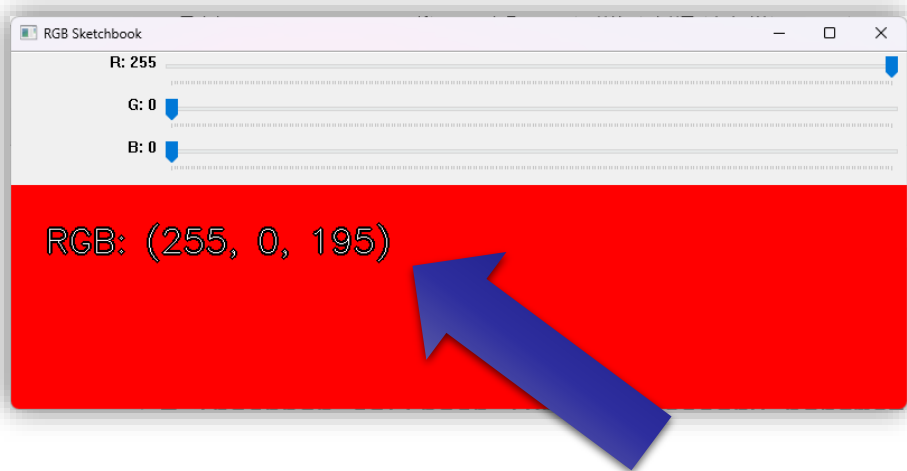 RGB Sketchbook
R: 255
G: 0
B: 0
RGB: (255, 0, 195)